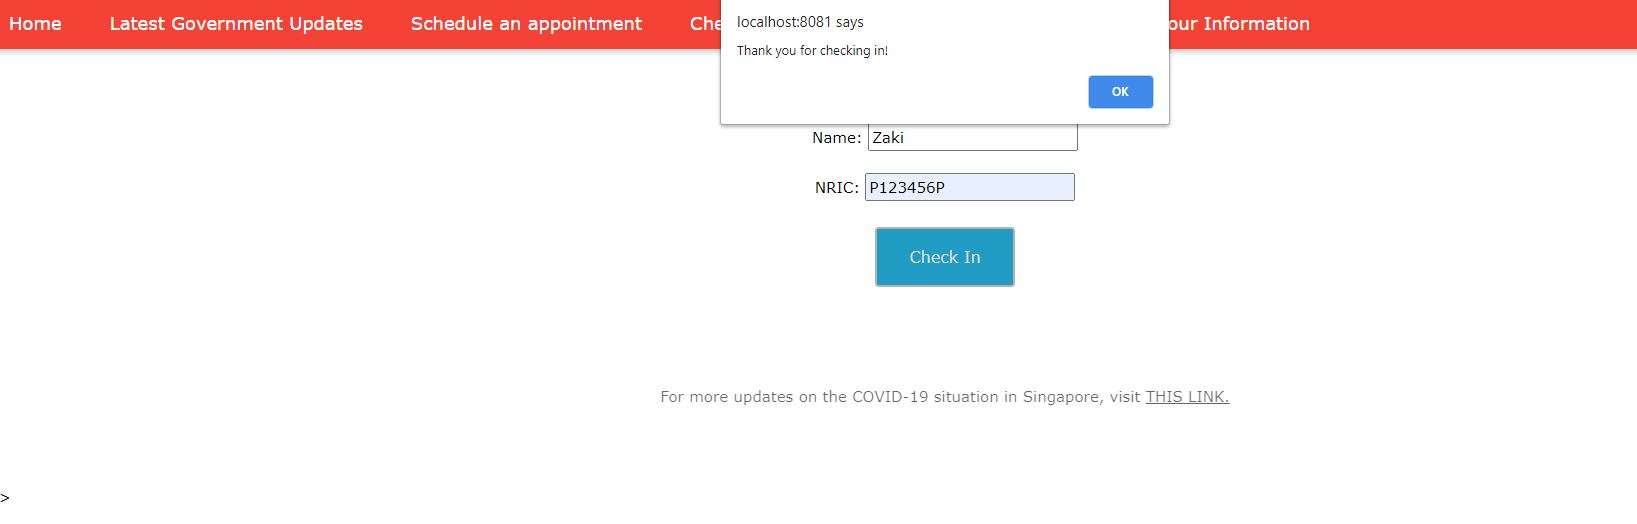 Home Latest Government Updates Schedule an appointment Che our Information
localhost:8081 says
Thank you for checking in!
OK
Name: Zaki
NRIC: P123456P
Check In
For more updates on the COVID-19 situation in Singapore, visit THIS LINK.
>